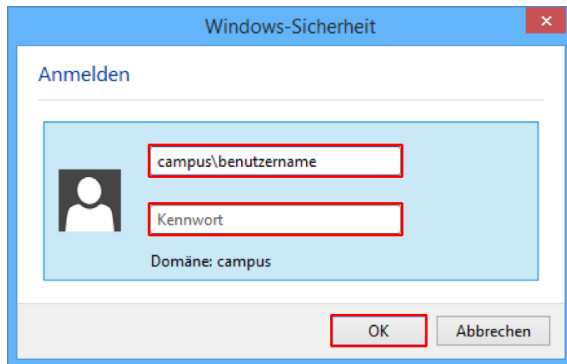 Windows-Sicherheit
Anmelden
campus\benutzername
Kennwort
Domäne: campus
OK
Abbrechen